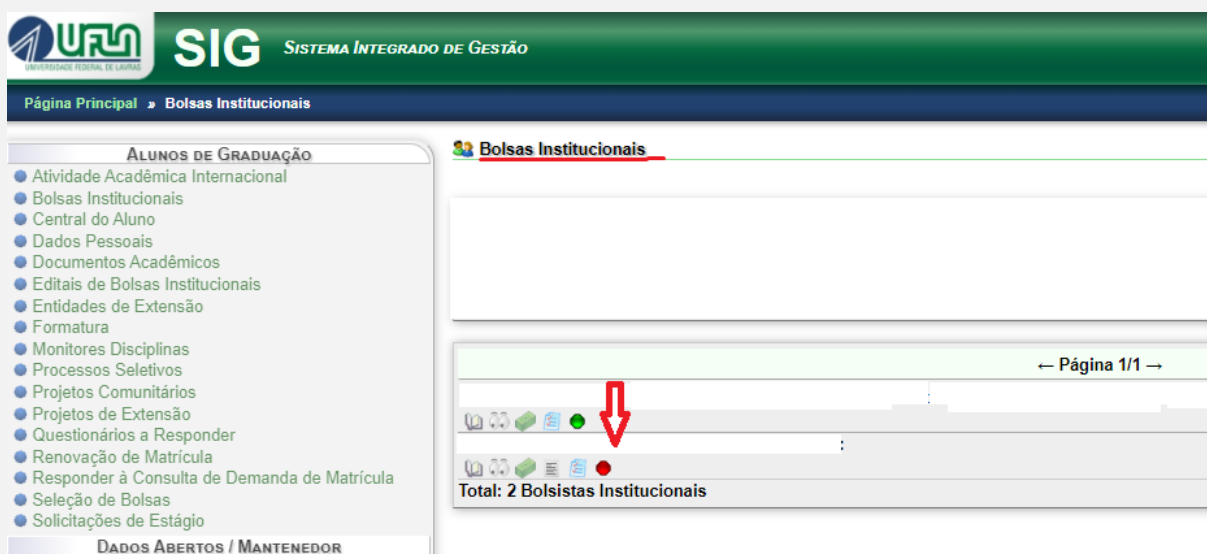 UFLA
UNIVERSIDADE FEDERAL DE LAVRAS
SIG Sistema Integrado de Gestão
Página Principal » Bolsas Institucionais
Alunos de Graduação
Atividade Acadêmica Internacional
Bolsas Institucionais
Central do Aluno
Dados Pessoais
Documentos Acadêmicos
Editais de Bolsas Institucionais
Entidades de Extensão
Formatura
Monitores Disciplinas
Processos Seletivos
Projetos Comunitários
Projetos de Extensão
Questionários a Responder
Renovação de Matrícula
Responder à Consulta de Demanda de Matrícula
Seleção de Bolsas
Solicitações de Estágio
Dados Abertos / Mantenedor
Bolsas Institucionais
← Página 1/1 →
:
:
Total: 2 Bolsistas Institucionais